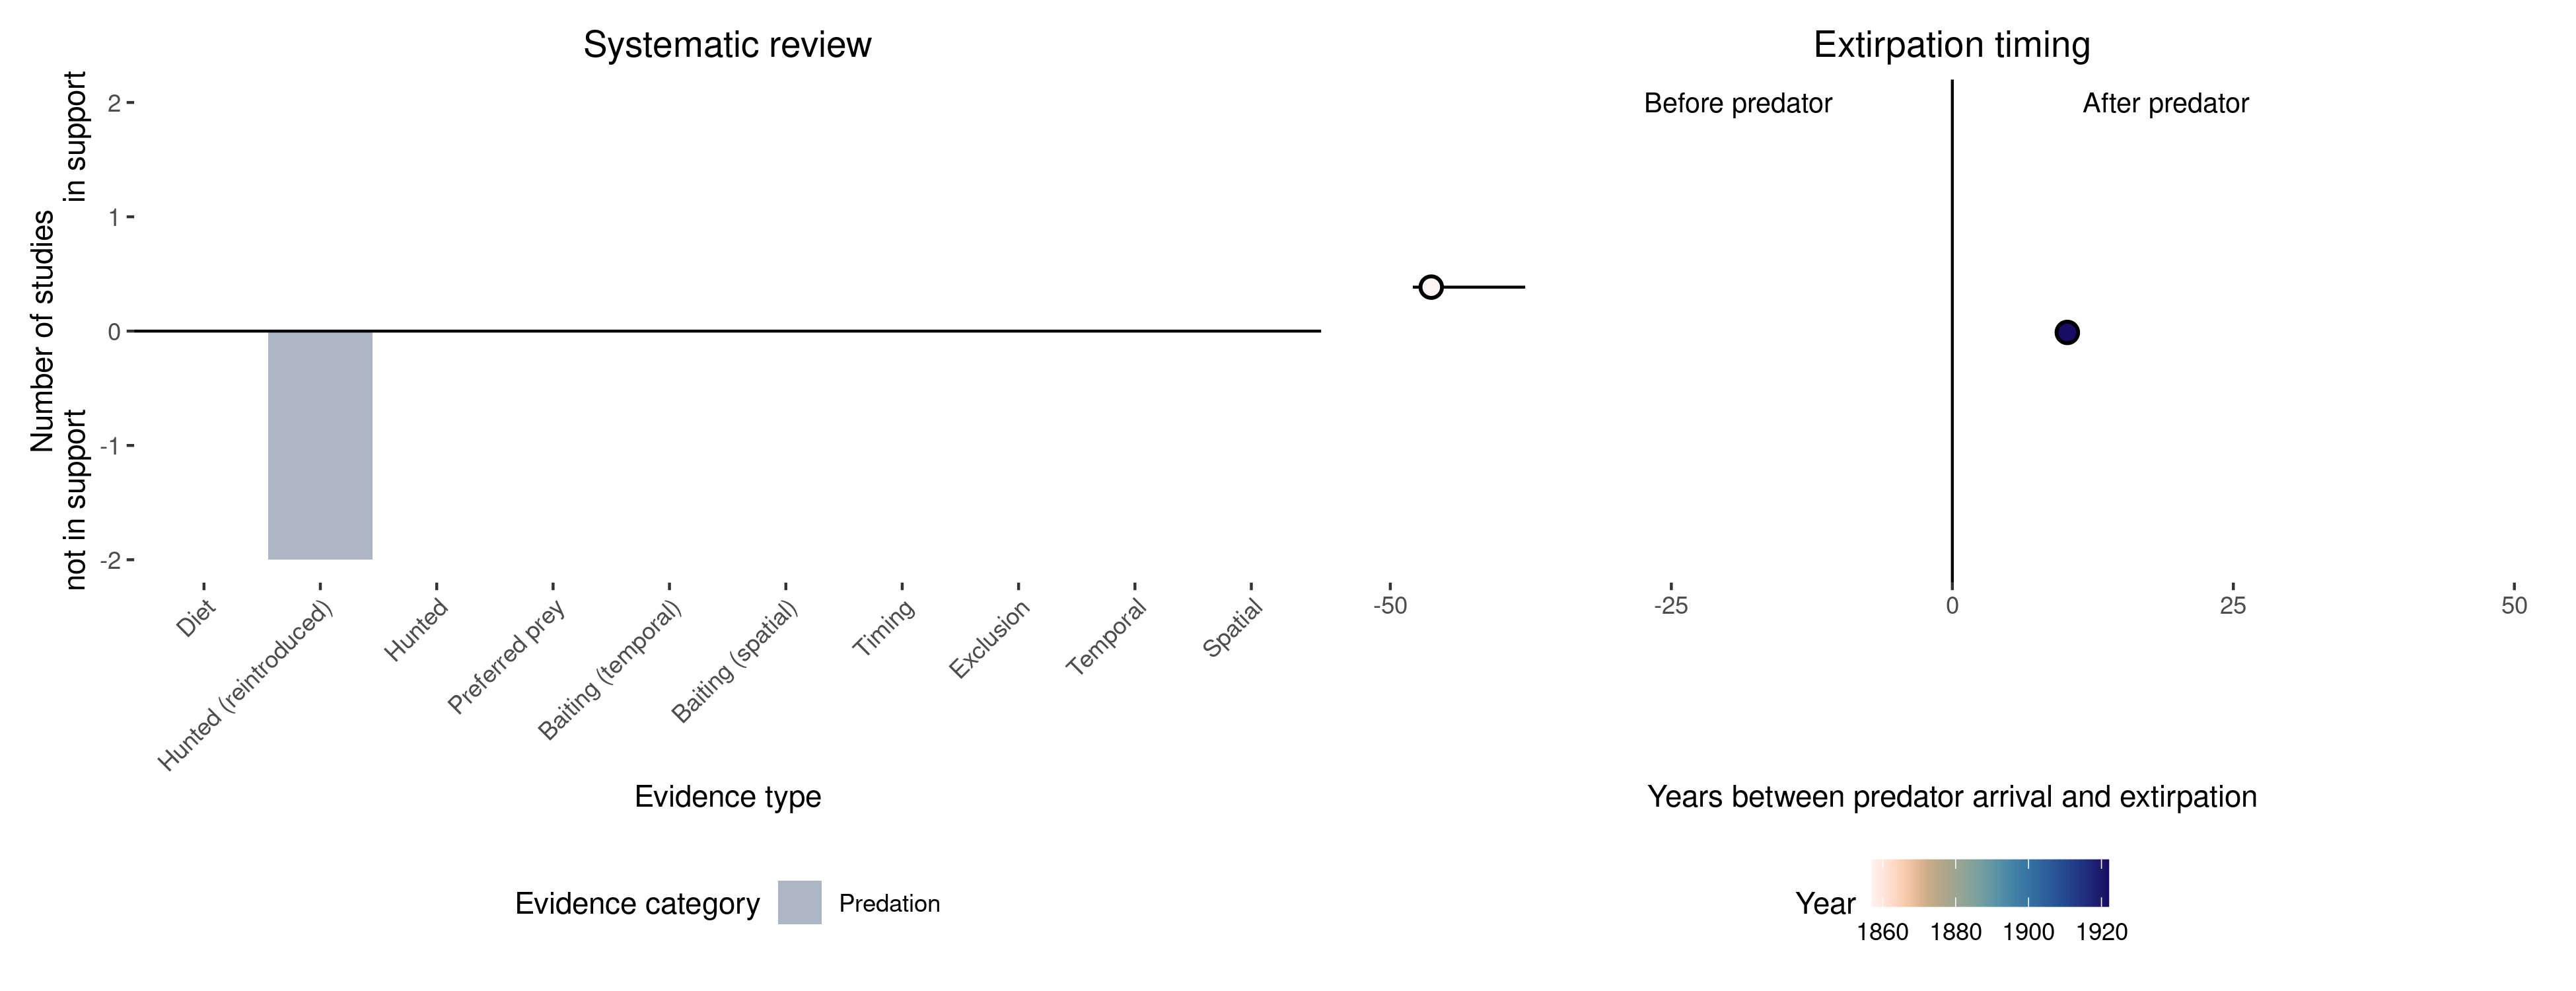 Systematic review
Number of studies
not in support
in support
2
1
0
-1
-2
Diet
Hunted (reintroduced)
Hunted
Preferred prey
Baiting (temporal)
Baiting (spatial)
Timing
Exclusion
Temporal
Spatial
Evidence type
Evidence category
Predation
Extirpation timing
Before predator
After predator
-50
-25
0
25
50
Years between predator arrival and extirpation
Year
1860 1880 1900 1920